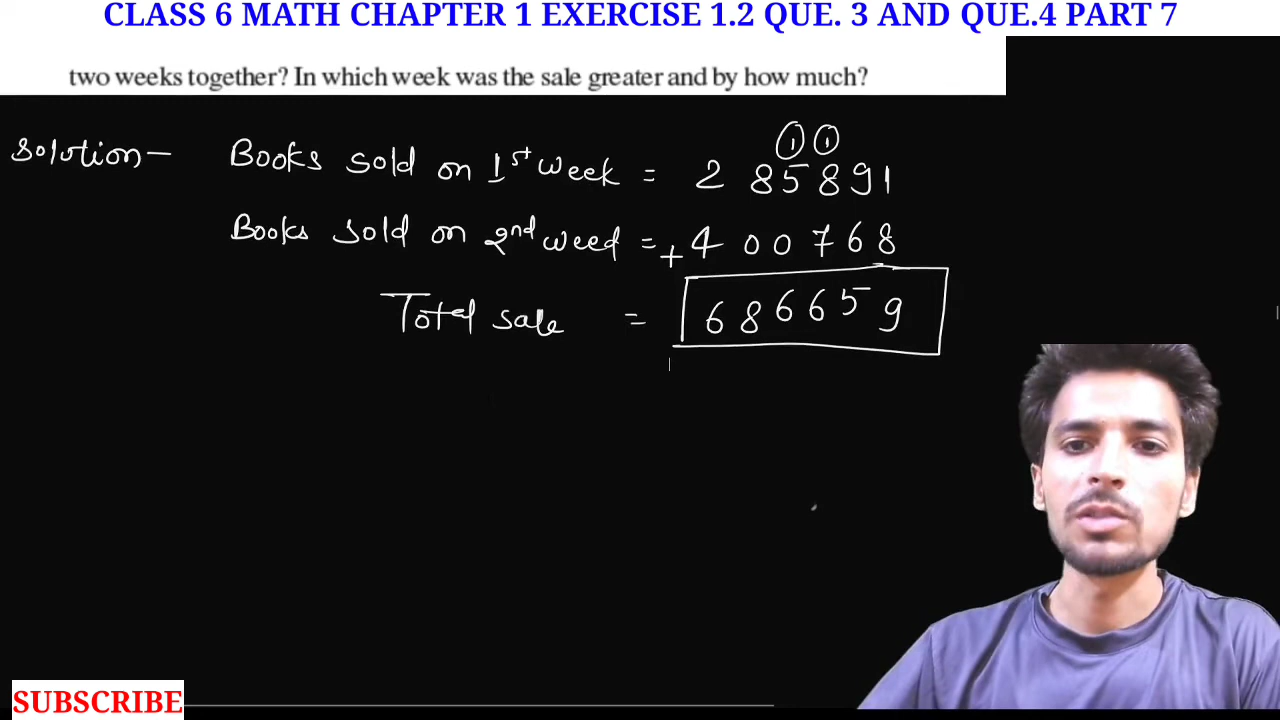 CLASS 6 MATH CHAPTER 1 EXERCISE 1.2 QUE. 3 AND QUE.4 PART 7
two weeks together? In which week was the sale greater and by how much?
1 1
Solution - Books sold on 1st week = 2 85891
Books sold on 2nd weed = + 4 00768
Total sale = 686659
SUBSCRIBE